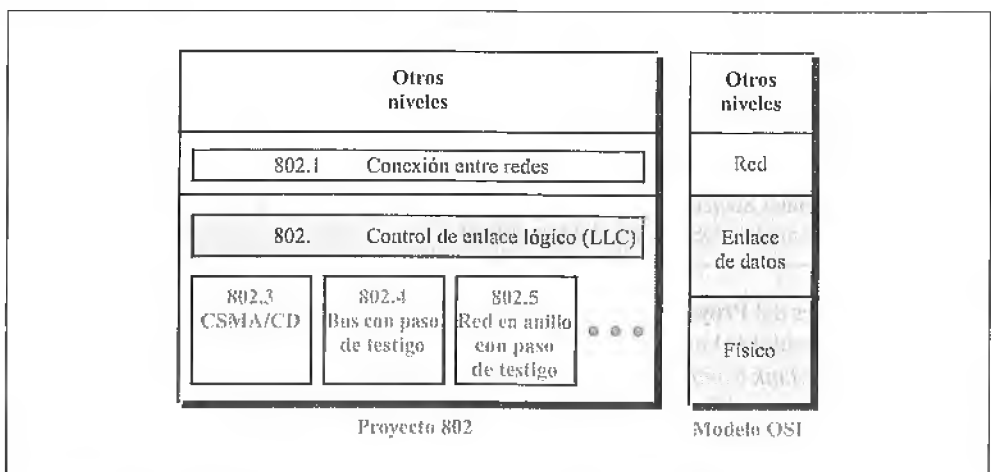 Otros
niveles
802.1 Conexión entre redes
802. Control de enlace lógico (LLC)
802.3
CSMA/CD
802.4
Bus con paso
de testigo
802.5
Red en anillo
con paso
de testigo
Proyecto 802
Otros
niveles
Red
Enlace
de datos
Físico
Modelo OSI